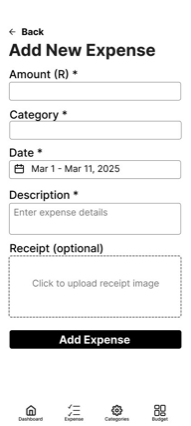 ← Back
Add New Expense
Amount (R) *
Category *
Date *
Mar 1 - Mar 11, 2025
Description *
Enter expense details
Receipt (optional)
Click to upload receipt image
Add Expense
Dashboard Expense Categories Budget